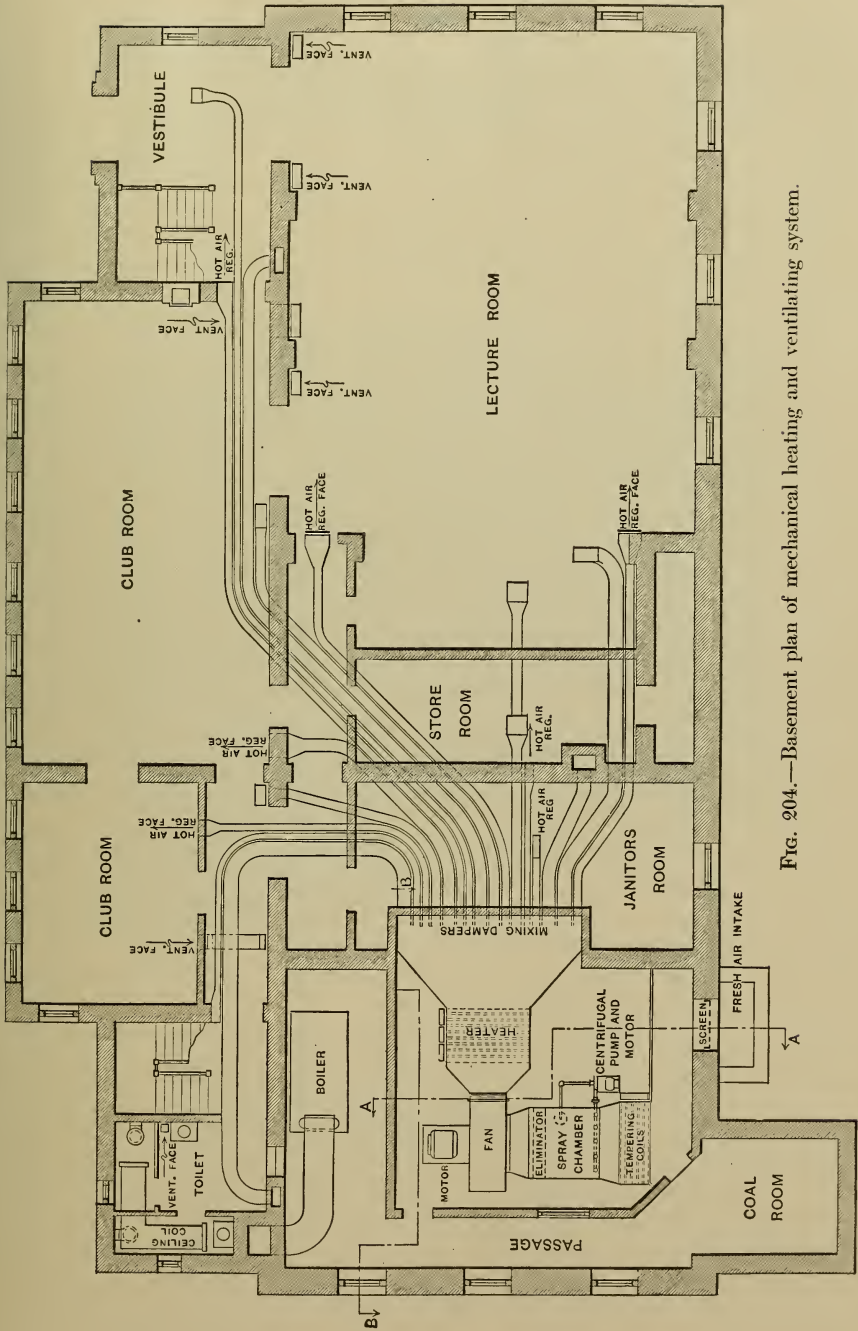 VESTIBULE
VENT. FACE
VENT. FACE
HOT AIR
REG.
VENT. FACE
CLUB ROOM
VENT. FACE
LECTURE ROOM
HOT AIR
REG. FACE
HOT AIR
REG. FACE
STORE
ROOM
HOT AIR
REG. FACE
HOT AIR
REG.
CLUB ROOM
HOT AIR
REG. FACE
HOT AIR
REG
VENT. FACE
B
MIXING DAMPERS
JANITORS
ROOM
BOILER
HEATER
A
FAN
MOTOR
ELIMINATOR
SPRAY
CHAMBER
TEMPERING
COILS
CENTRIFUGAL
PUMP AND
MOTOR
SCREEN
FRESH AIR INTAKE
A
VENT. FACE
TOILET
CEILING
COIL
PASSAGE
COAL
ROOM
B
FIG. 204.—Basement plan of mechanical heating and ventilating system.